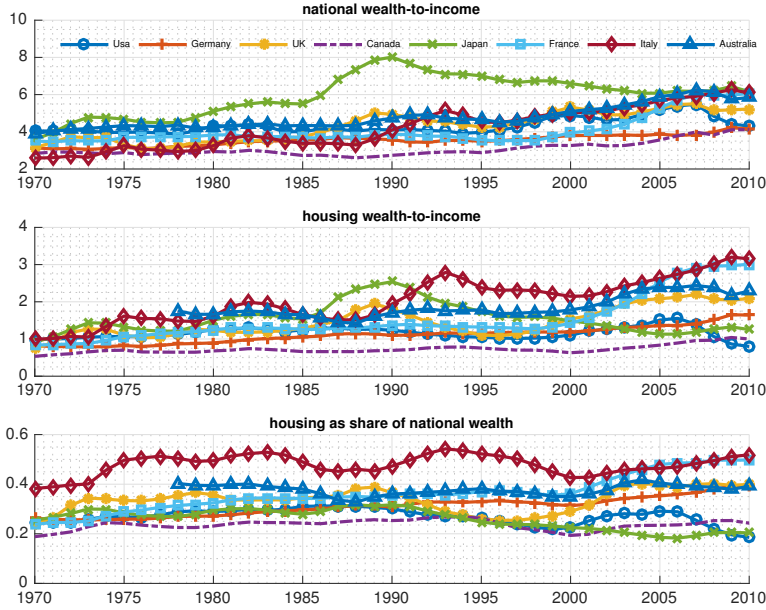 national wealth-to-income
10
Usa Germany UK Canada Japan France Italy Australia
8
6
4
2
1970 1975 1980 1985 1990 1995 2000 2005 2010
housing wealth-to-income
4
3
2
1
0
1970 1975 1980 1985 1990 1995 2000 2005 2010
housing as share of national wealth
0.6
0.4
0.2
0
1970 1975 1980 1985 1990 1995 2000 2005 2010